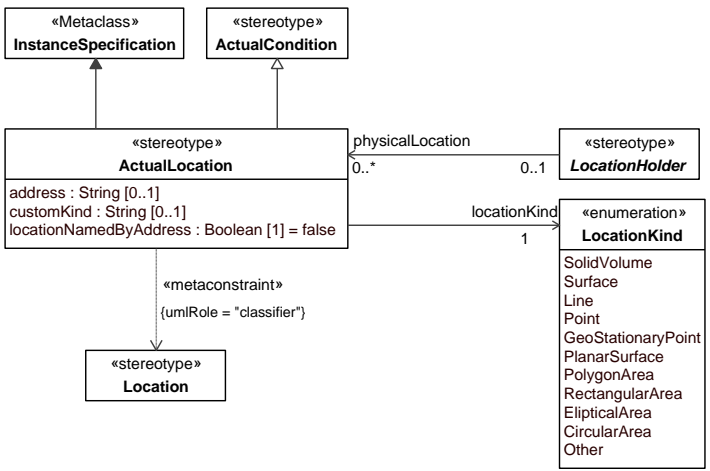 «Metaclass»
InstanceSpecification
«stereotype»
ActualCondition
«stereotype»
ActualLocation
address : String [0..1]
customKind : String [0..1]
locationNamedByAddress : Boolean [1] = false
physicalLocation
0..*
0..1
«stereotype»
LocationHolder
locationKind
1
«enumeration»
LocationKind
SolidVolume
Surface
Line
Point
GeoStationaryPoint
PlanarSurface
PolygonArea
RectangularArea
ElipticalArea
CircularArea
Other
«metaconstraint»
{umlRole = "classifier"}
«stereotype»
Location